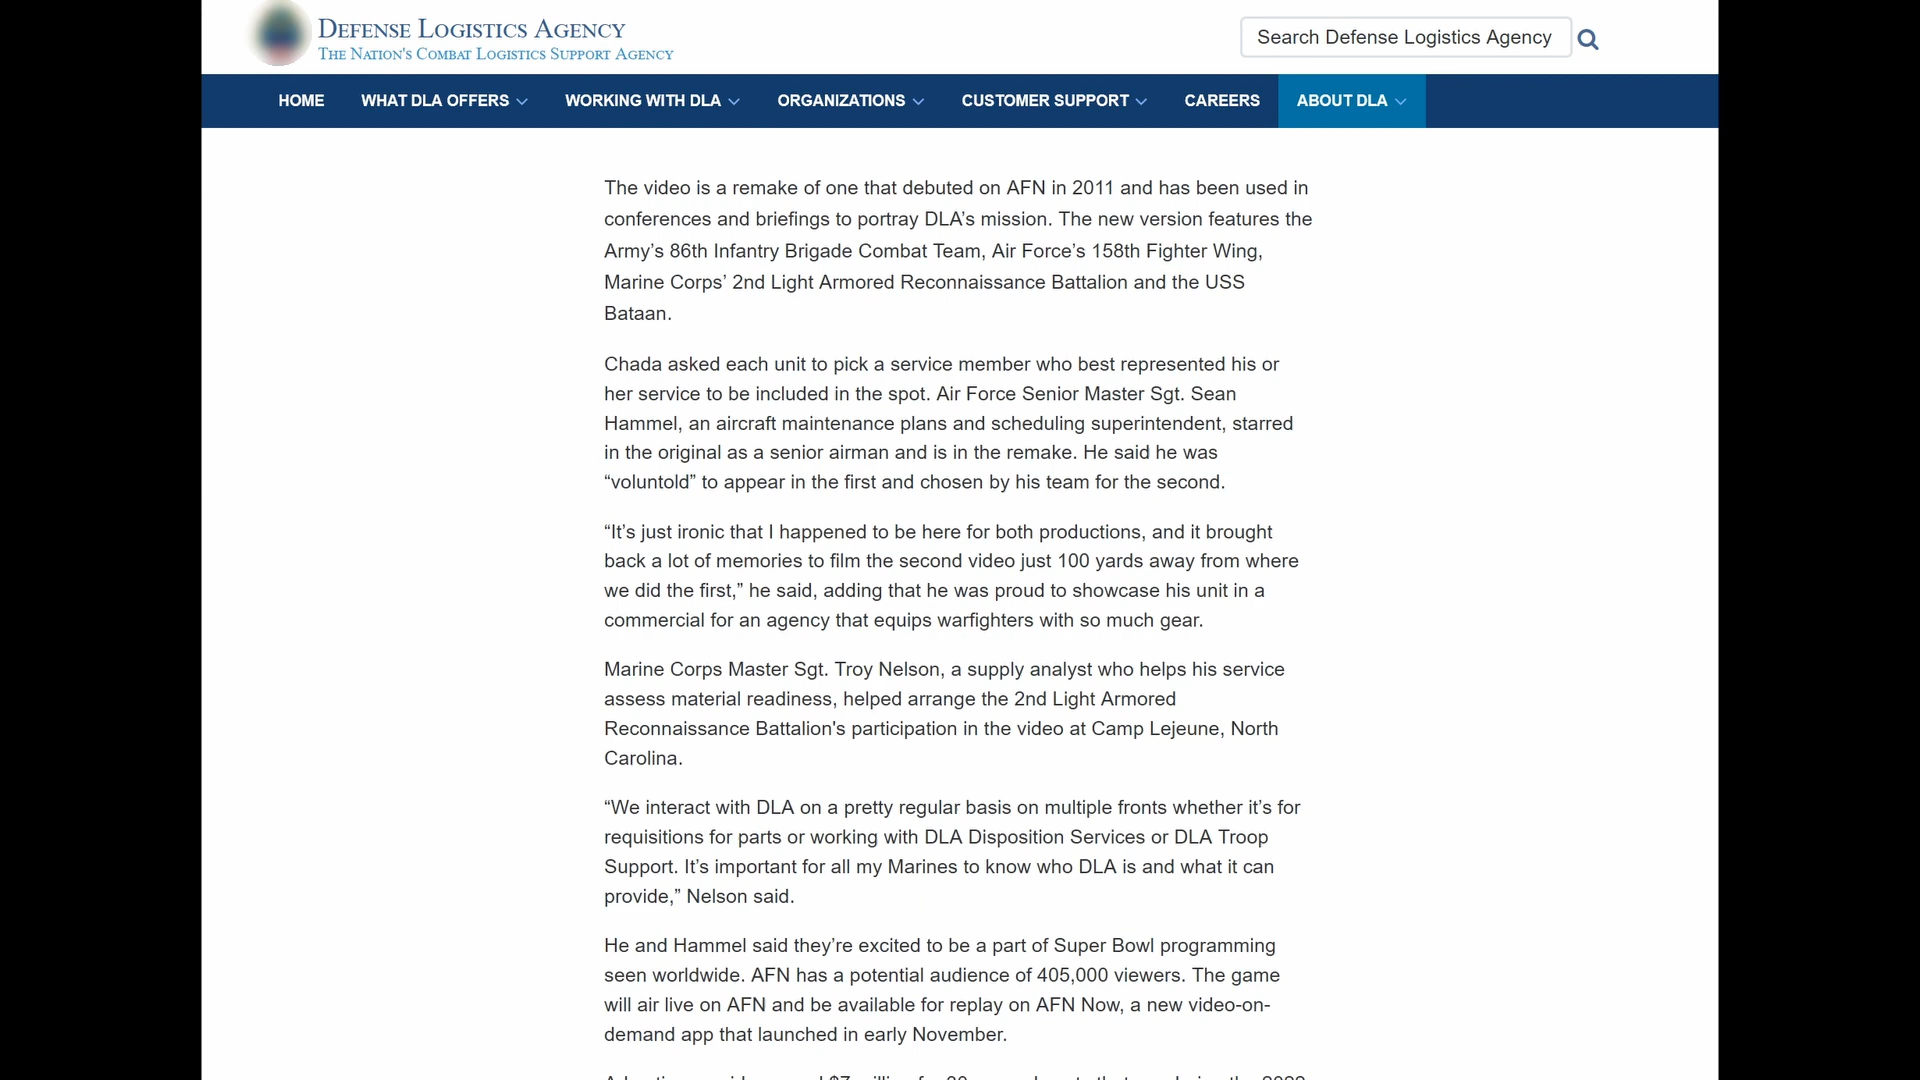 DEFENSE LOGISTICS AGENCY
THE NATION'S COMBAT LOGISTICS SUPPORT AGENCY
Search Defense Logistics Agency
HOME WHAT DLA OFFERS WORKING WITH DLA ORGANIZATIONS CUSTOMER SUPPORT CAREERS ABOUT DLA
The video is a remake of one that debuted on AFN in 2011 and has been used in
conferences and briefings to portray DLA’s mission. The new version features the
Army’s 86th Infantry Brigade Combat Team, Air Force’s 158th Fighter Wing,
Marine Corps’ 2nd Light Armored Reconnaissance Battalion and the USS
Bataan.
Chada asked each unit to pick a service member who best represented his or
her service to be included in the spot. Air Force Senior Master Sgt. Sean
Hammel, an aircraft maintenance plans and scheduling superintendent, starred
in the original as a senior airman and is in the remake. He said he was
“voluntold” to appear in the first and chosen by his team for the second.
“It’s just ironic that I happened to be here for both productions, and it brought
back a lot of memories to film the second video just 100 yards away from where
we did the first,” he said, adding that he was proud to showcase his unit in a
commercial for an agency that equips warfighters with so much gear.
Marine Corps Master Sgt. Troy Nelson, a supply analyst who helps his service
assess material readiness, helped arrange the 2nd Light Armored
Reconnaissance Battalion's participation in the video at Camp Lejeune, North
Carolina.
“We interact with DLA on a pretty regular basis on multiple fronts whether it’s for
requisitions for parts or working with DLA Disposition Services or DLA Troop
Support. It’s important for all my Marines to know who DLA is and what it can
provide,” Nelson said.
He and Hammel said they’re excited to be a part of Super Bowl programming
seen worldwide. AFN has a potential audience of 405,000 viewers. The game
will air live on AFN and be available for replay on AFN Now, a new video-on-
demand app that launched in early November.